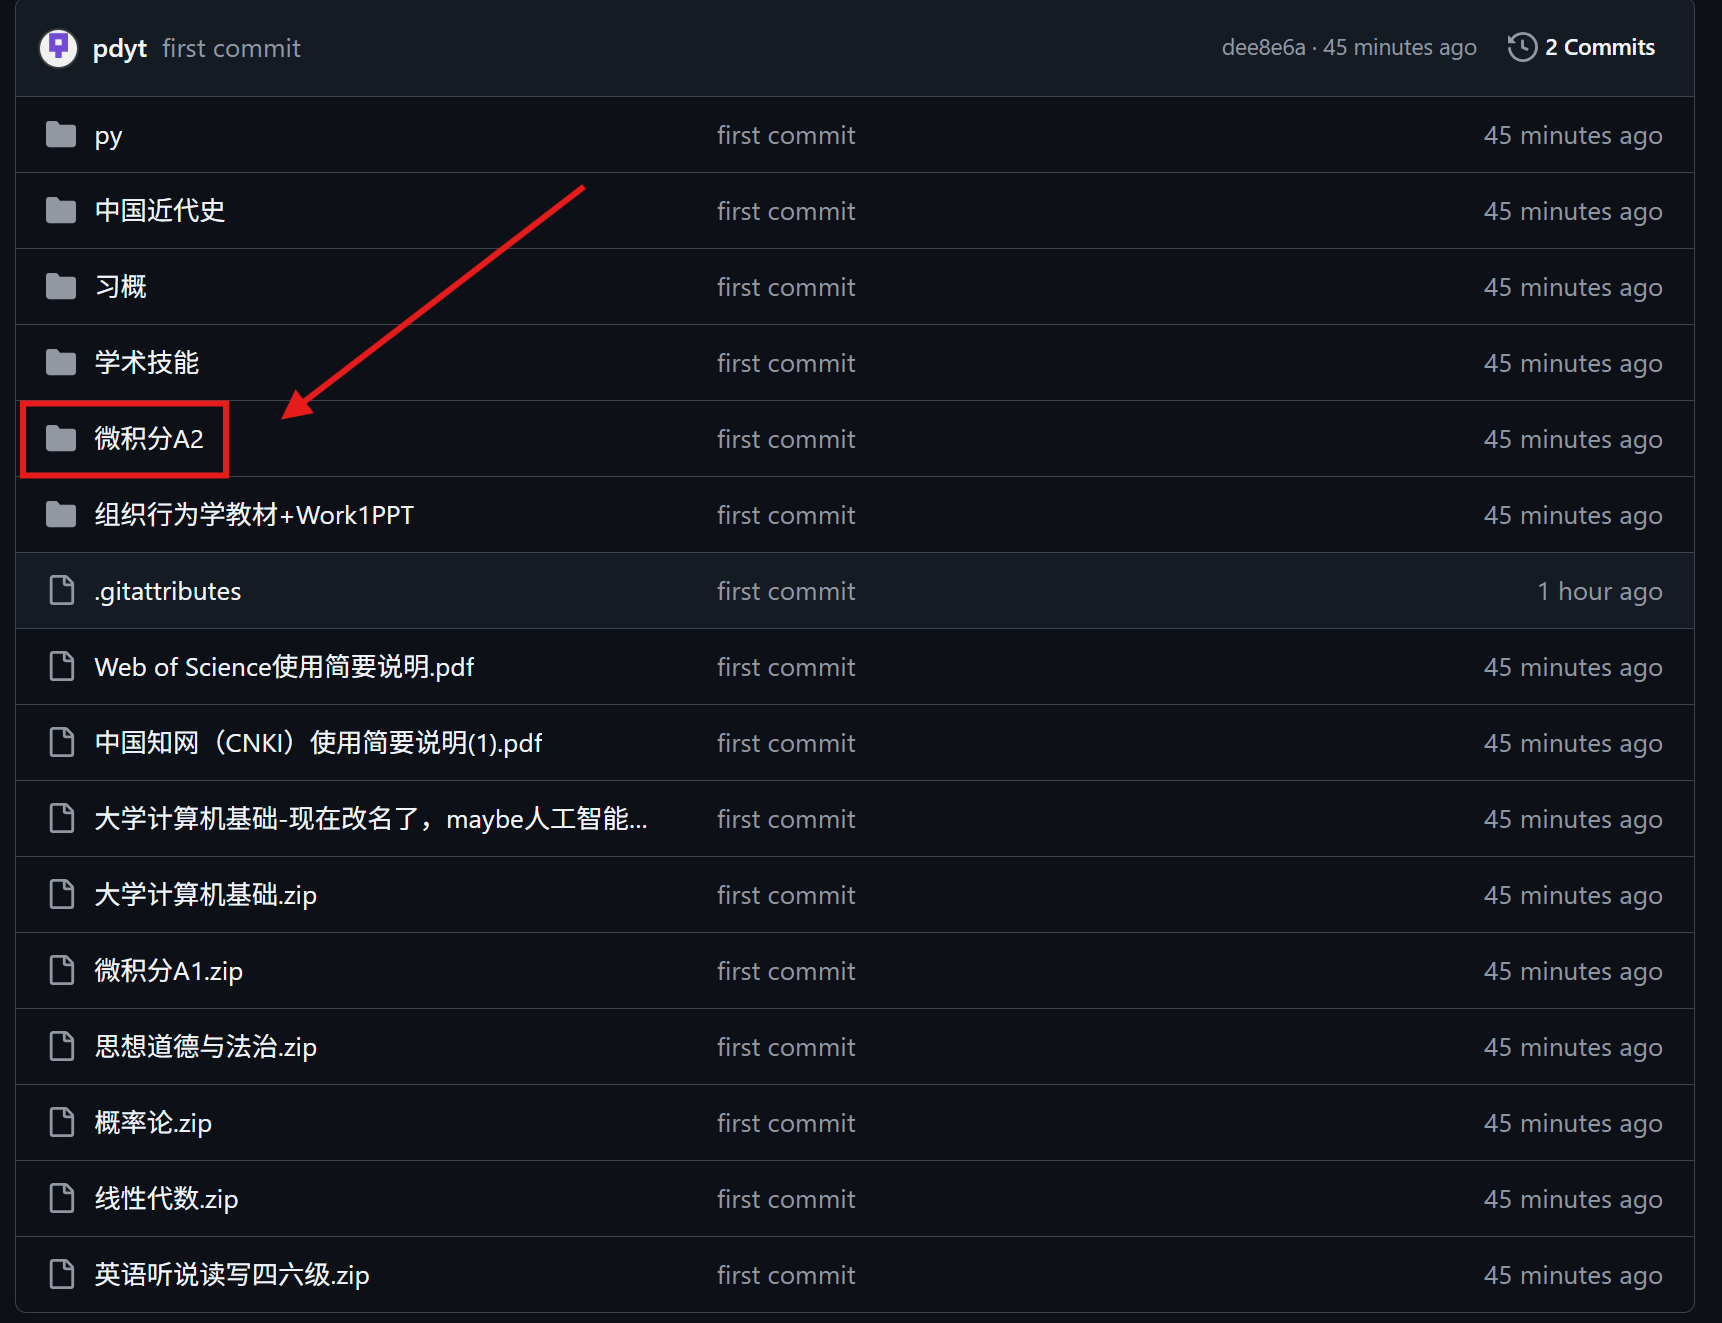 pdyt first commit dee8e6a · 45 minutes ago 2 Commits
py first commit 45 minutes ago
中国近代史 first commit 45 minutes ago
习概 first commit 45 minutes ago
学术技能 first commit 45 minutes ago
微积分A2 first commit 45 minutes ago
组织行为学教材+Work1PPT first commit 45 minutes ago
.gitattributes first commit 1 hour ago
Web of Science使用简要说明.pdf first commit 45 minutes ago
中国知网（CNKI）使用简要说明(1).pdf first commit 45 minutes ago
大学计算机基础-现在改名了，maybe人工智能... first commit 45 minutes ago
大学计算机基础.zip first commit 45 minutes ago
微积分A1.zip first commit 45 minutes ago
思想道德与法治.zip first commit 45 minutes ago
概率论.zip first commit 45 minutes ago
线性代数.zip first commit 45 minutes ago
英语听说读写四六级.zip first commit 45 minutes ago